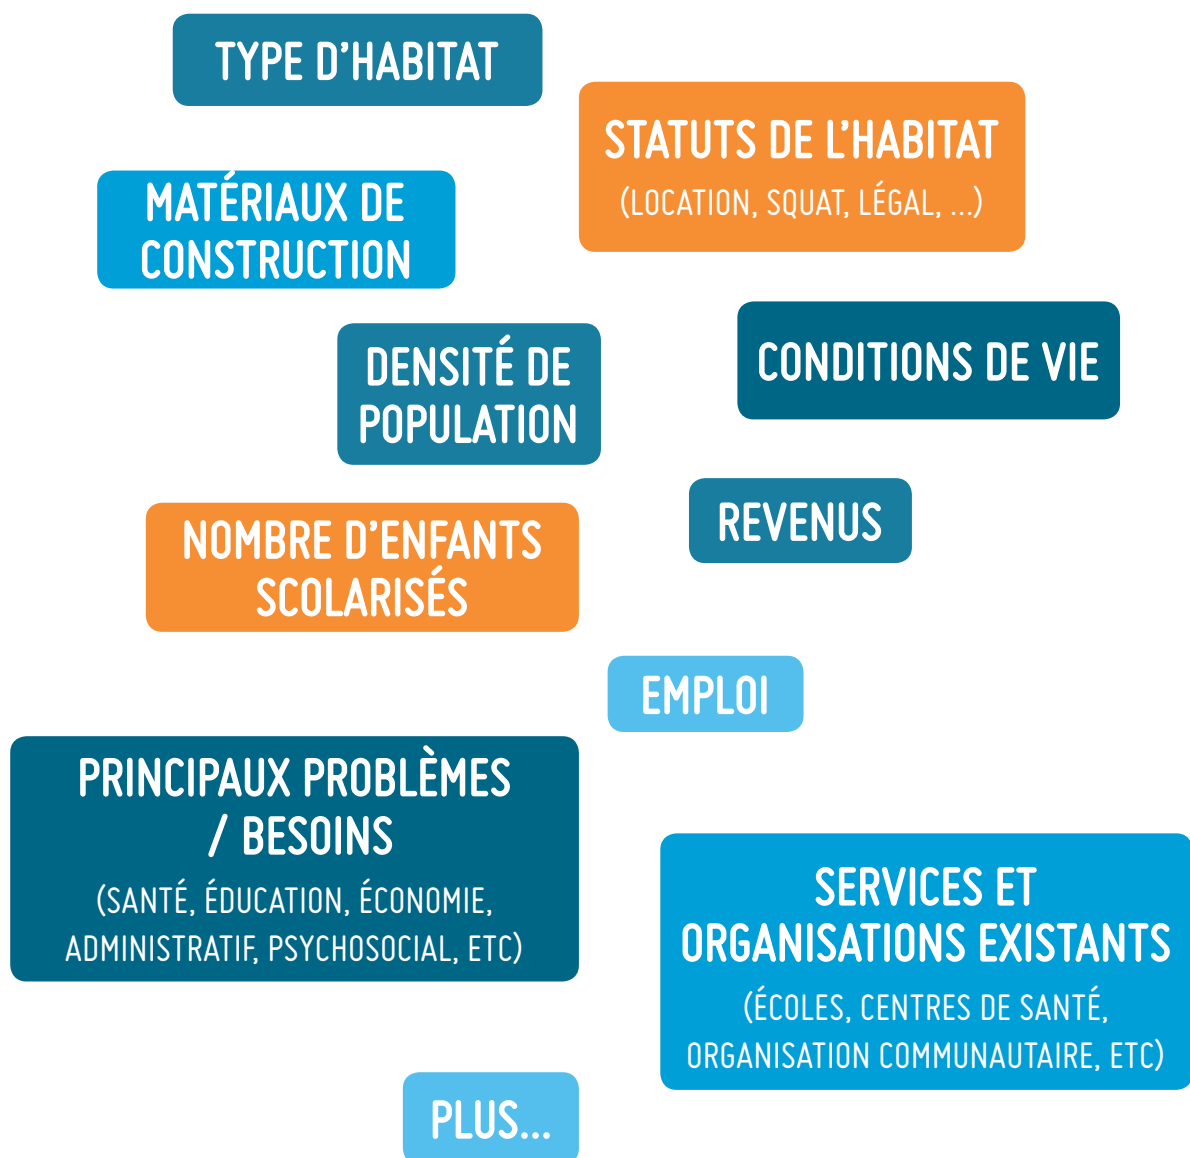 TYPE D’HABITAT
STATUTS DE L’HABITAT
(LOCATION, SQUAT, LÉGAL, ...)
MATÉRIAUX DE
CONSTRUCTION
DENSITÉ DE
POPULATION
CONDITIONS DE VIE
NOMBRE D’ENFANTS
SCOLARISÉS
REVENUS
EMPLOI
PRINCIPAUX PROBLÈMES
/ BESOINS
(SANTÉ, ÉDUCATION, ÉCONOMIE,
ADMINISTRATIF, PSYCHOSOCIAL, ETC)
SERVICES ET
ORGANISATIONS EXISTANTS
(ÉCOLES, CENTRES DE SANTÉ,
ORGANISATION COMMUNAUTAIRE, ETC)
PLUS...